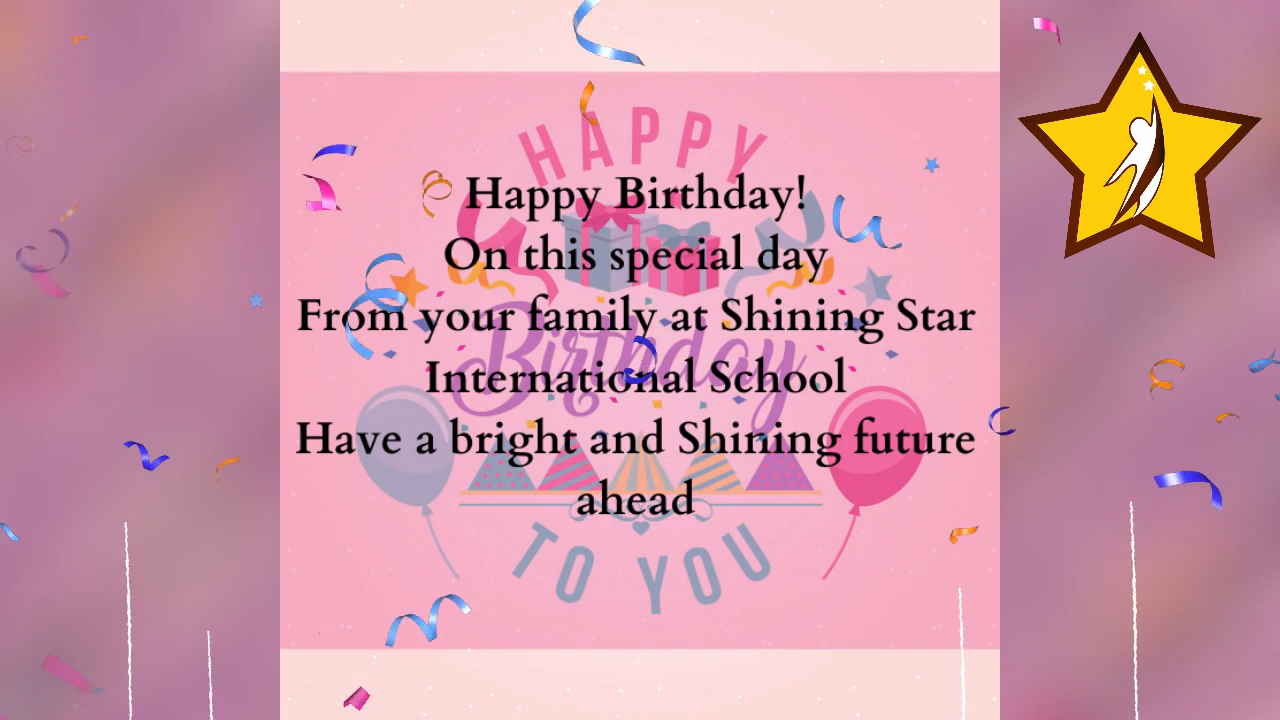 HAPPY
Happy Birthday!
On this special day
From your family at Shining Star
Birthday
International School
Have a bright and Shining future
ahead
TO YOU